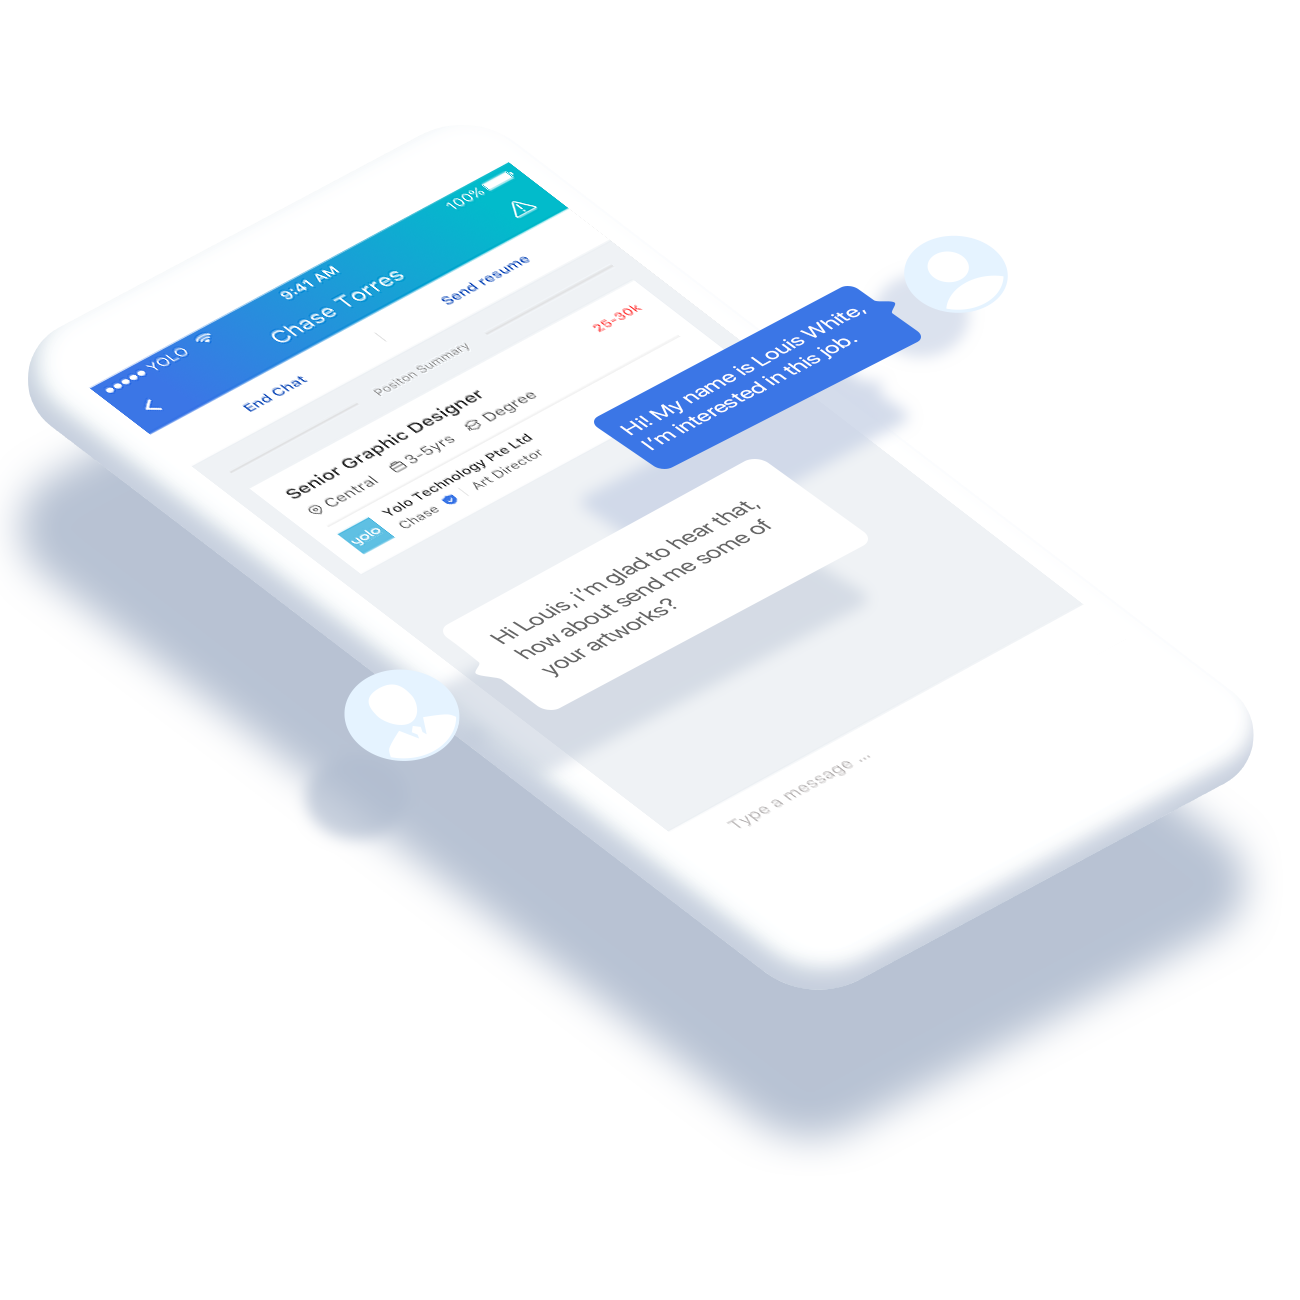 YOLO 9:41 AM 100%
Chase Torres
End Chat Send resume
Positon Summary
Senior Graphic Designer 25-30k
Central 3-5yrs Degree
yolo
Yolo Technology Pte Ltd
Chase Art Director
Hi! My name is Louis White,
I'm interested in this job.
Hi Louis, i'm glad to hear that,
how about send me some of
your artworks?
Type a message ...